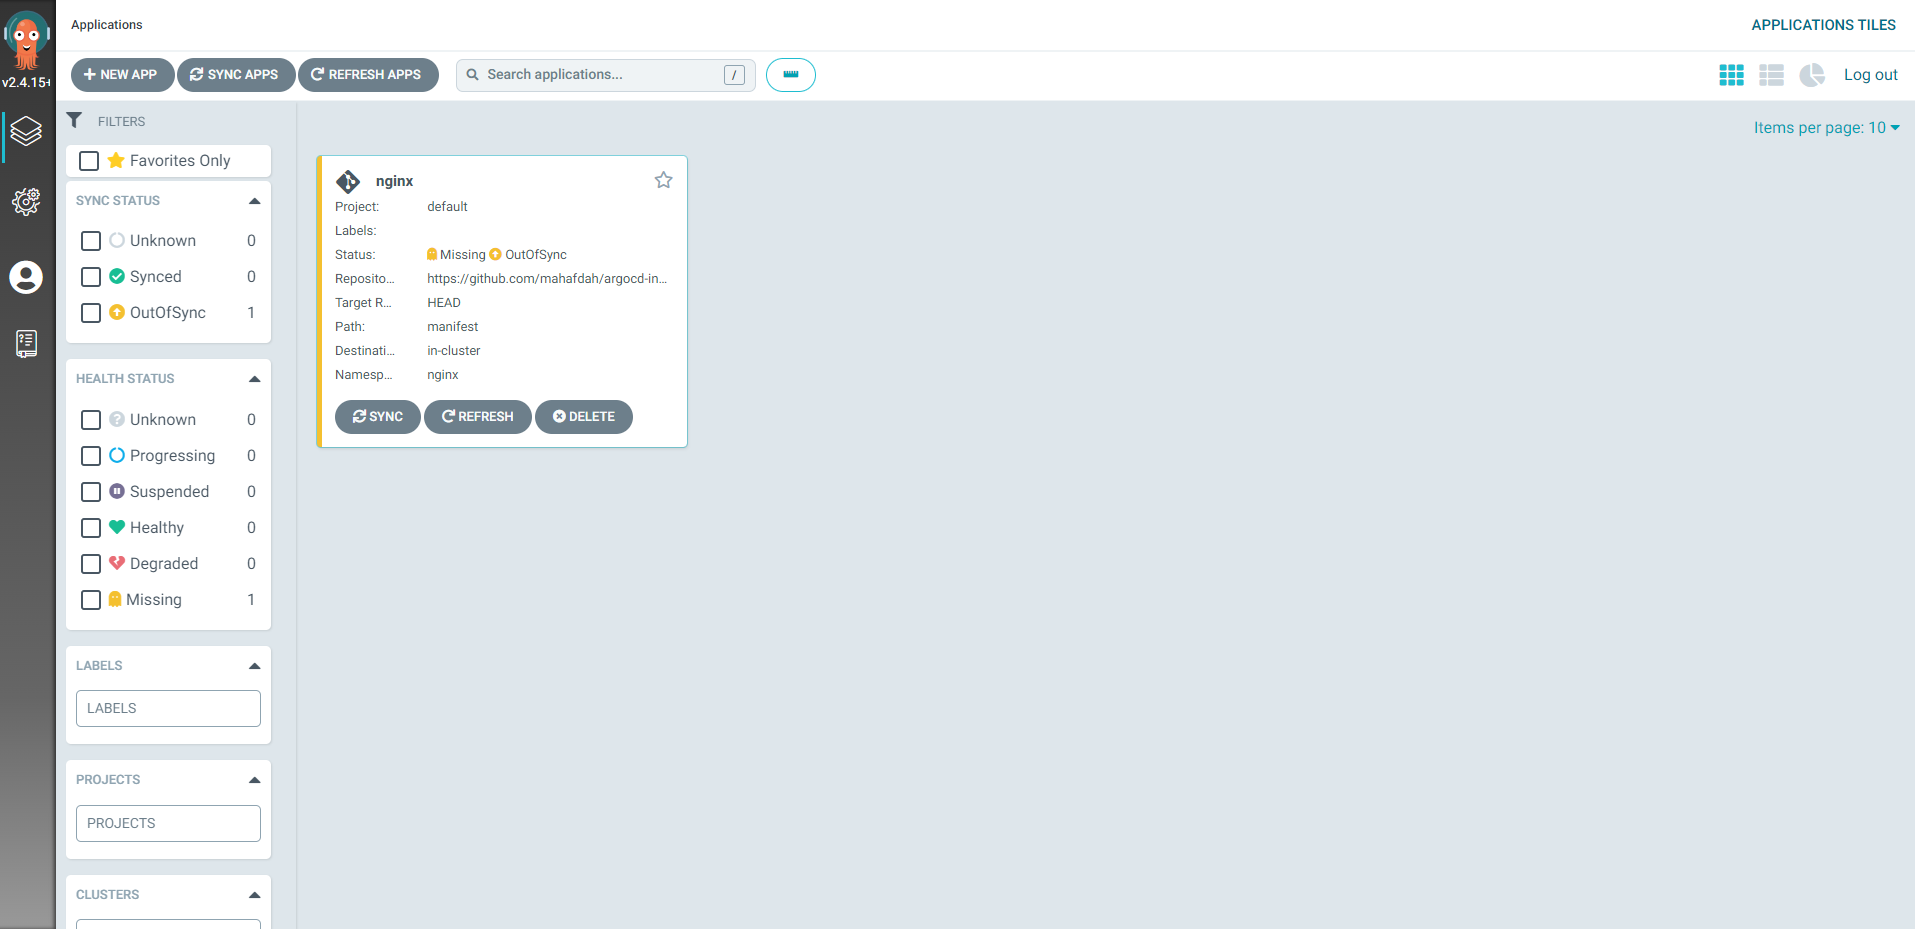 Applications
APPLICATIONS TILES
v2.4.15+
NEW APP
SYNC APPS
REFRESH APPS
Search applications...
/
Log out
FILTERS
Items per page: 10
Favorites Only
SYNC STATUS
Unknown 0
Synced 0
OutOfSync 1
HEALTH STATUS
Unknown 0
Progressing 0
Suspended 0
Healthy 0
Degraded 0
Missing 1
LABELS
LABELS
PROJECTS
PROJECTS
CLUSTERS
nginx
Project: default
Labels:
Status: Missing OutOfSync
Reposito... https://github.com/mahafdah/argocd-in...
Target R... HEAD
Path: manifest
Destinati... in-cluster
Namesp... nginx
SYNC
REFRESH
DELETE